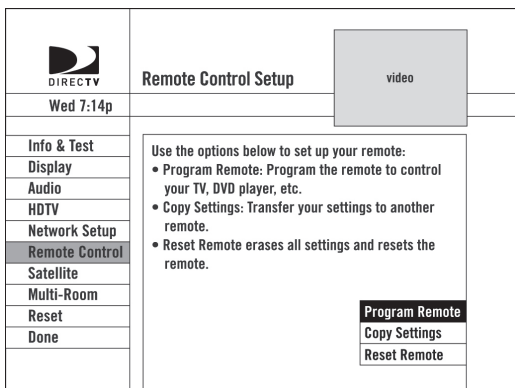 DIRECTV
Remote Control Setup
video
Wed 7:14p
Info & Test
Display
Audio
HDTV
Network Setup
Remote Control
Satellite
Multi-Room
Reset
Done
Use the options below to set up your remote:
• Program Remote: Program the remote to control
your TV, DVD player, etc.
• Copy Settings: Transfer your settings to another
remote.
• Reset Remote erases all settings and resets the
remote.
Program Remote
Copy Settings
Reset Remote